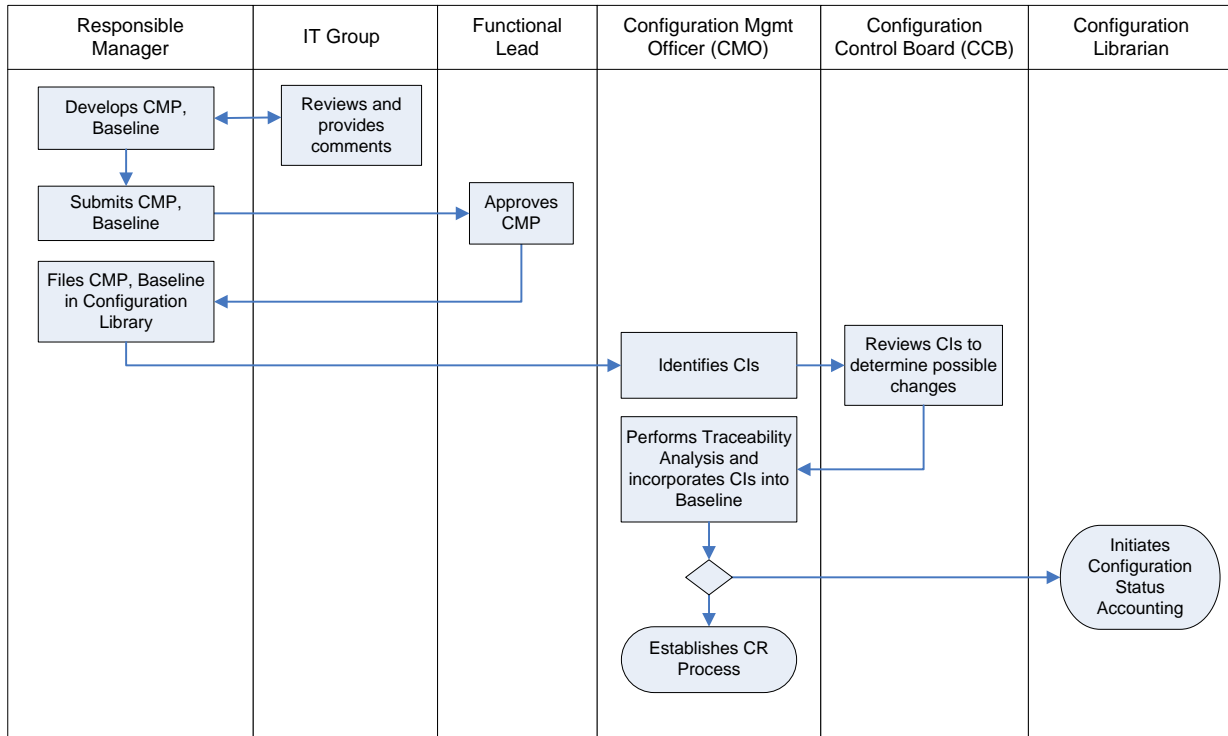 Responsible
Manager
IT Group
Functional
Lead
Configuration Mgmt
Officer (CMO)
Configuration
Control Board (CCB)
Configuration
Librarian
Develops CMP,
Baseline
Reviews and
provides
comments
Submits CMP,
Baseline
Approves
CMP
Files CMP, Baseline
in Configuration
Library
Identifies CIs
Reviews CIs to
determine possible
changes
Performs Traceability
Analysis and
incorporates CIs into
Baseline
Initiates
Configuration
Status
Accounting
Establishes CR
Process